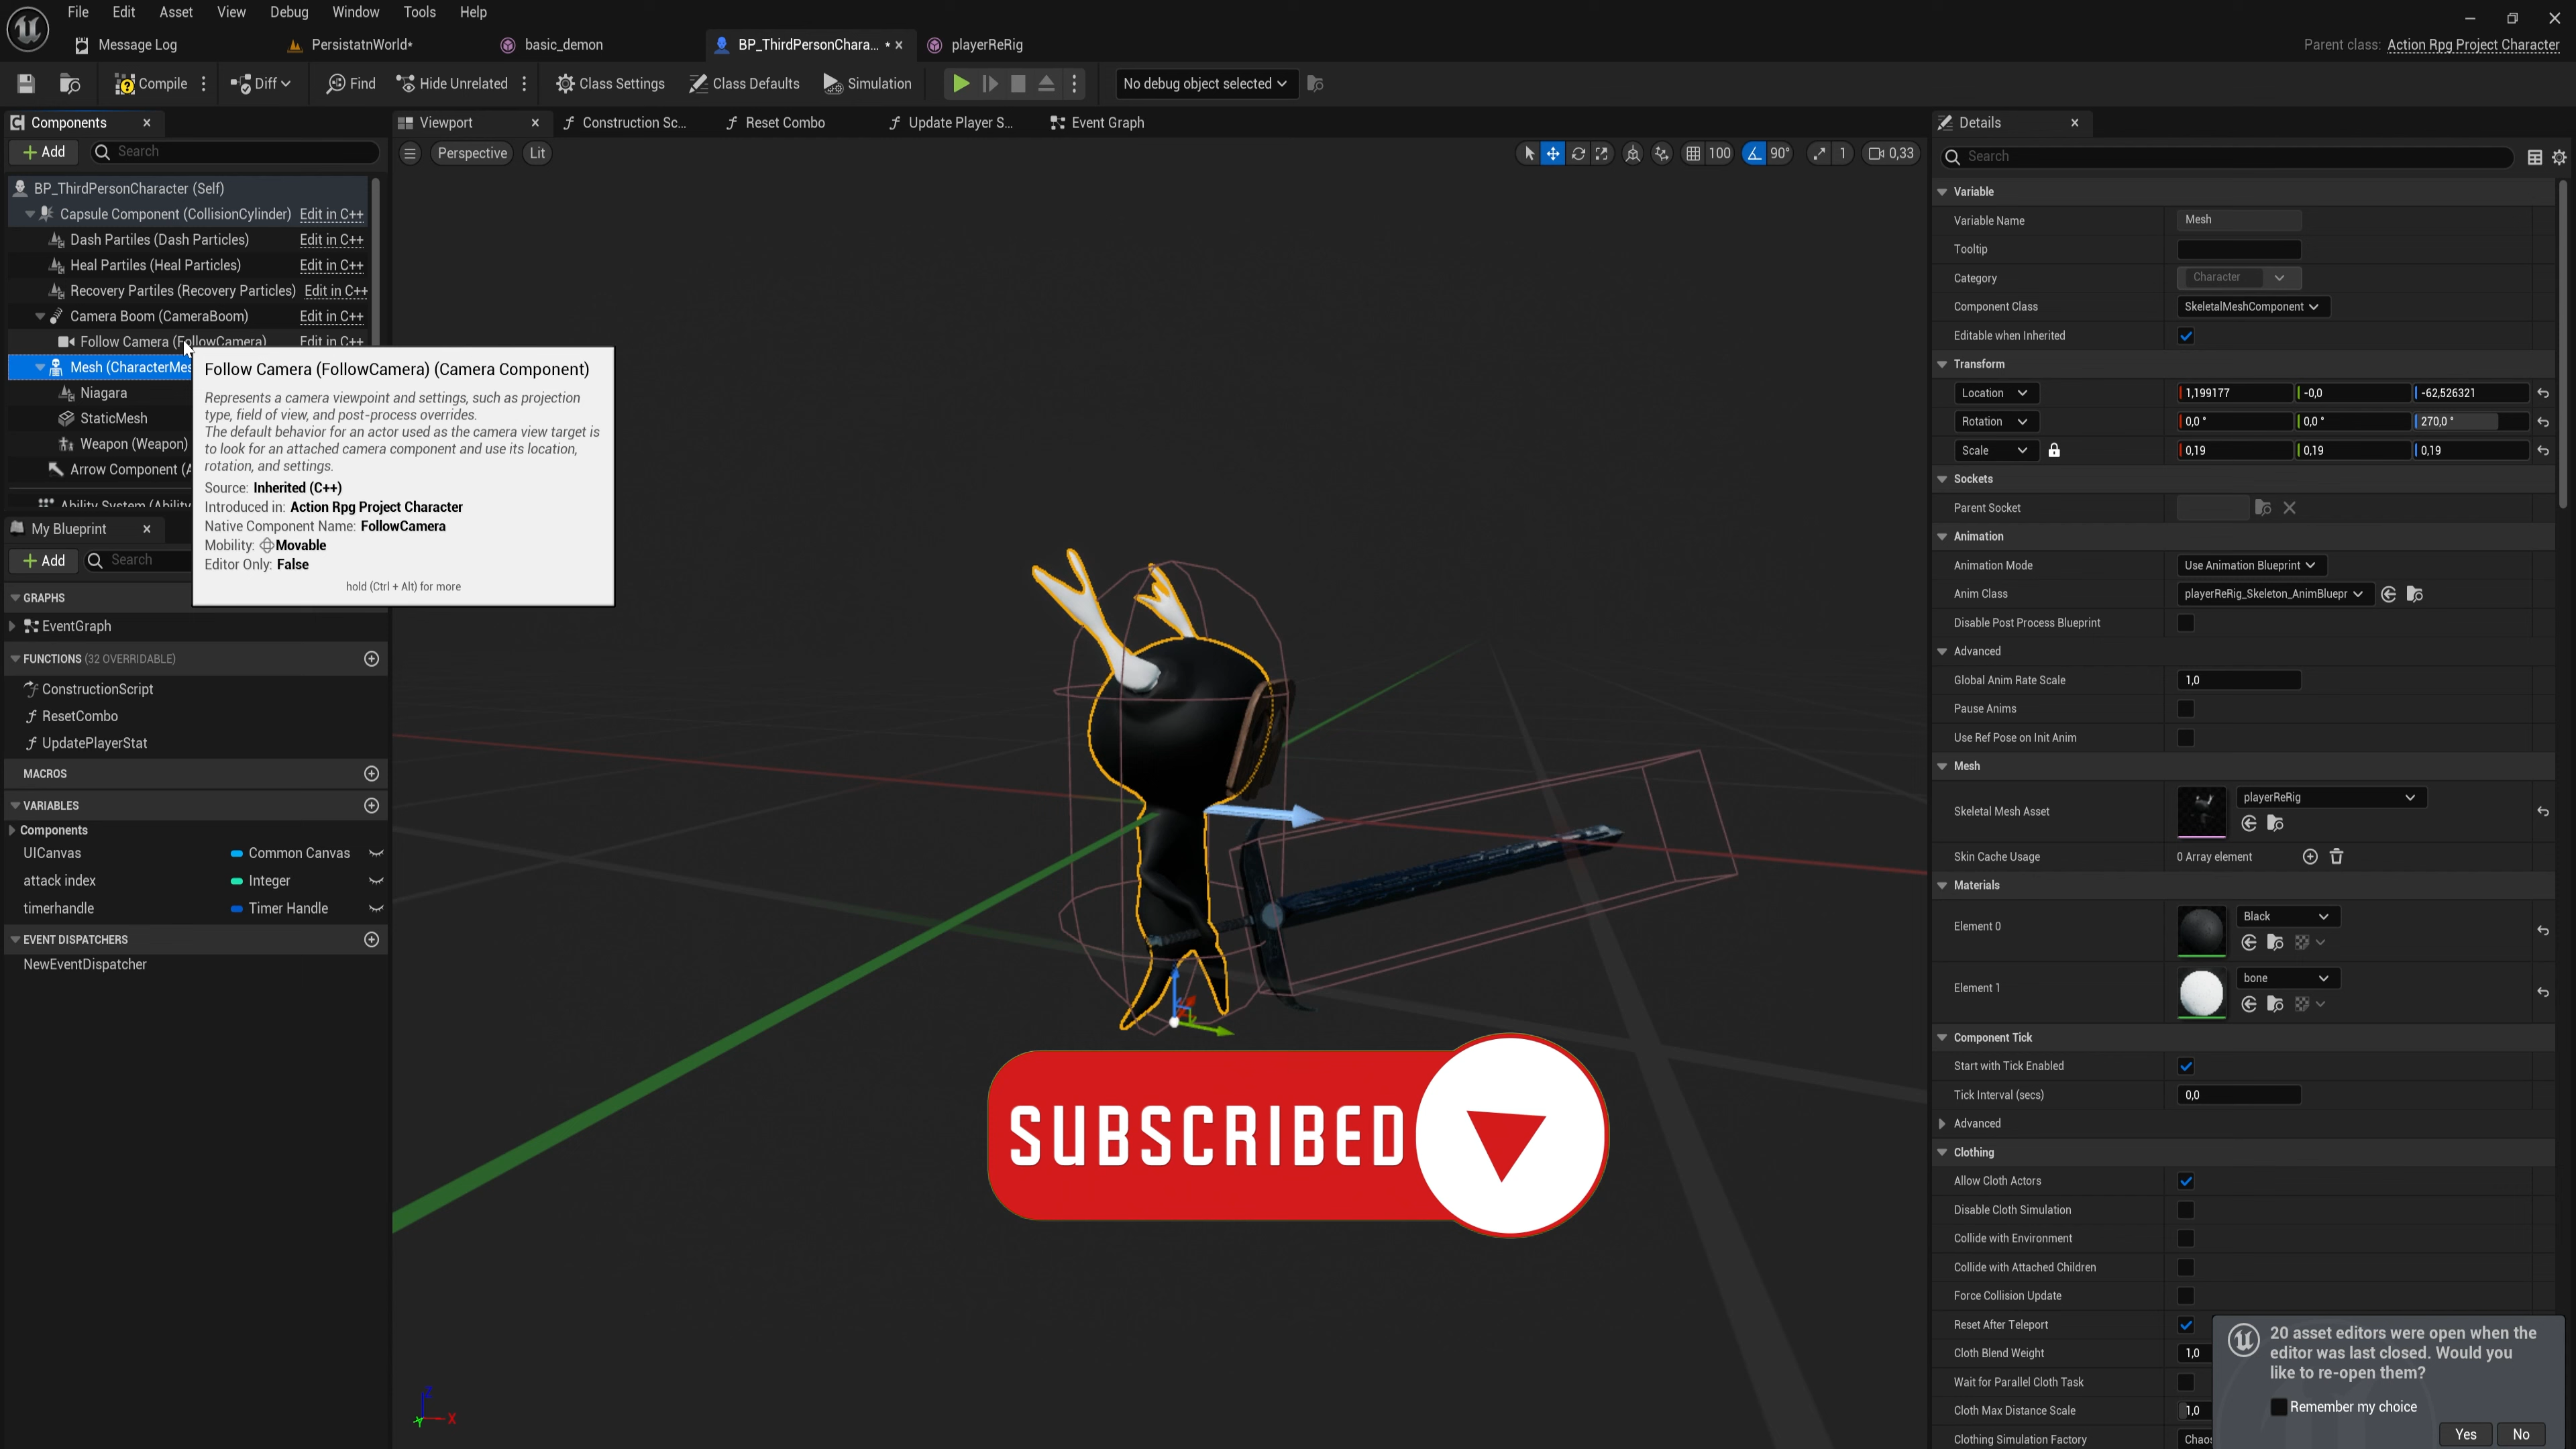 File Edit Asset View Debug Window Tools Help
Message Log PersistatnWorld* basic_demon BP_ThirdPersonChara... * playerReRig Parent class: Action Rpg Project Character
Compile Diff Find Hide Unrelated Class Settings Class Defaults Simulation No debug object selected
Components
Add Search
BP_ThirdPersonCharacter (Self)
Capsule Component (CollisionCylinder) Edit in C++
Dash Partiles (Dash Particles) Edit in C++
Heal Partiles (Heal Particles) Edit in C++
Recovery Partiles (Recovery Particles) Edit in C++
Camera Boom (CameraBoom) Edit in C++
Follow Camera (FollowCamera) Edit in C++
Mesh (CharacterMes
Niagara
StaticMesh
Weapon (Weapon)
Arrow Component (A
Ability System (Ability
Follow Camera (FollowCamera) (Camera Component)
Represents a camera viewpoint and settings, such as projection
type, field of view, and post-process overrides.
The default behavior for an actor used as the camera view target is
to look for an attached camera component and use its location,
rotation, and settings.
Source: Inherited (C++)
Introduced in: Action Rpg Project Character
Native Component Name: FollowCamera
Mobility: Movable
Editor Only: False
hold (Ctrl + Alt) for more
My Blueprint
Add Search
GRAPHS
EventGraph
FUNCTIONS (32 OVERRIDABLE)
ConstructionScript
ResetCombo
UpdatePlayerStat
MACROS
VARIABLES
Components
UICanvas Common Canvas
attack index Integer
timerhandle Timer Handle
EVENT DISPATCHERS
NewEventDispatcher
Viewport Construction Sc... Reset Combo Update Player S... Event Graph
Perspective Lit 100 90° 1 0,33
SUBSCRIBED
Z
Y X
Details
Search
Variable
Variable Name Mesh
Tooltip
Category Character
Component Class SkeletalMeshComponent
Editable when Inherited
Transform
Location 1,199177 -0,0 -62,526321
Rotation 0,0 ° 0,0 ° 270,0 °
Scale 0,19 0,19 0,19
Sockets
Parent Socket
Animation
Animation Mode Use Animation Blueprint
Anim Class playerReRig_Skeleton_AnimBluepr
Disable Post Process Blueprint
Advanced
Global Anim Rate Scale 1,0
Pause Anims
Use Ref Pose on Init Anim
Mesh
Skeletal Mesh Asset playerReRig
Skin Cache Usage 0 Array element
Materials
Element 0 Black
Element 1 bone
Component Tick
Start with Tick Enabled
Tick Interval (secs) 0,0
Advanced
Clothing
Allow Cloth Actors
Disable Cloth Simulation
Collide with Environment
Collide with Attached Children
Force Collision Update
Reset After Teleport
Cloth Blend Weight 1,0
Wait for Parallel Cloth Task
Cloth Max Distance Scale 1,0
Clothing Simulation Factory Chaos
20 asset editors were open when the
editor was last closed. Would you
like to re-open them?
Remember my choice
Yes No